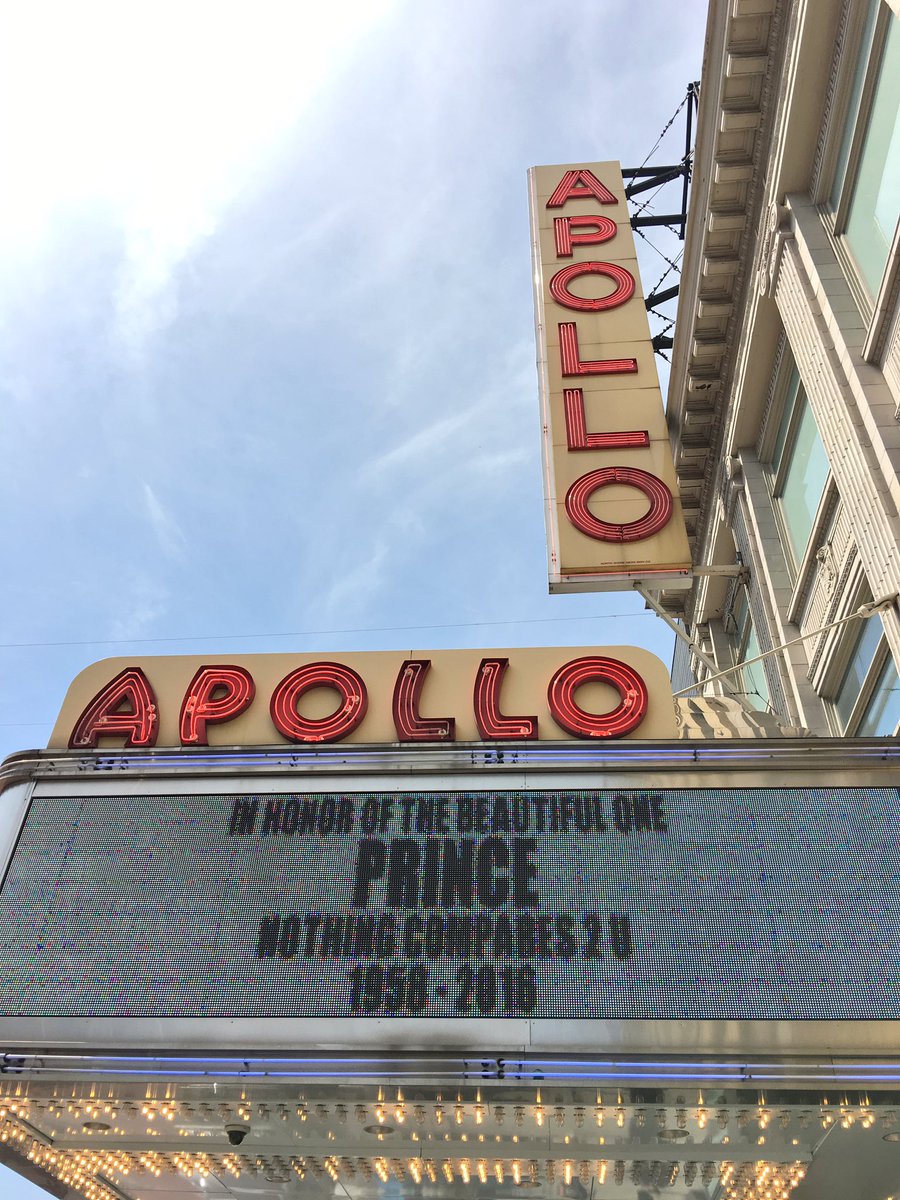 APOLLO
APOLLO
IN HONOR OF THE BEAUTIFUL ONE
PRINCE
NOTHING COMPARES 2 U
1958 - 2016